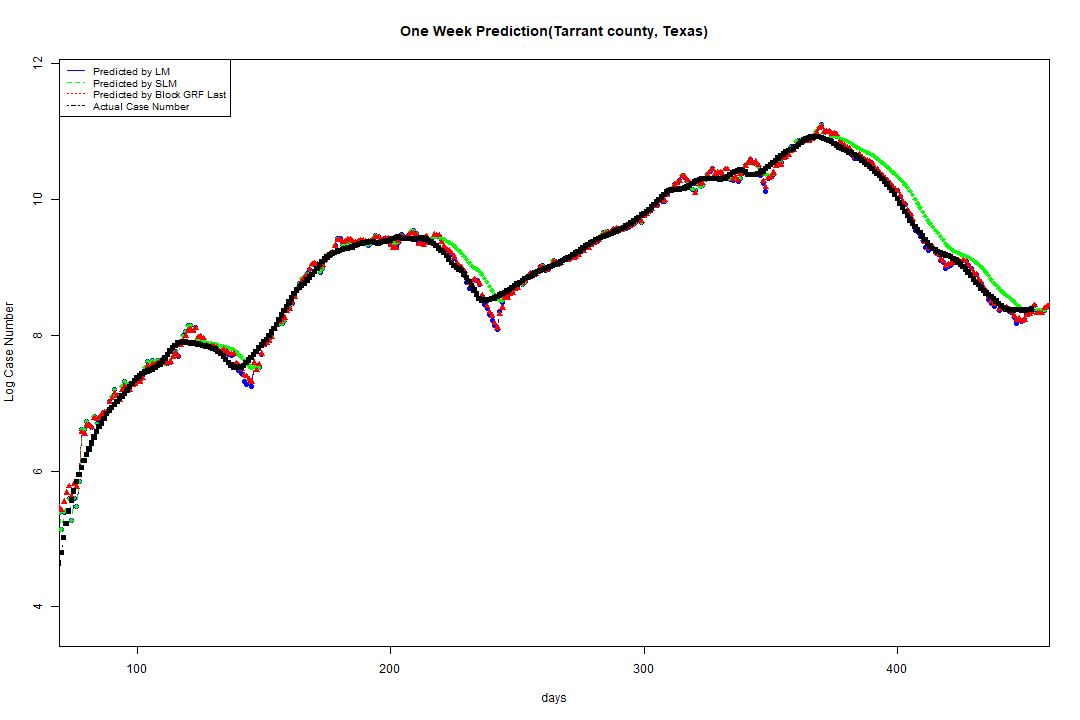 One Week Prediction(Tarrant county, Texas)
Predicted by LM
Predicted by SLM
Predicted by Block GRF Last
Actual Case Number
12
10
8
6
4
Log Case Number
100 200 300 400
days